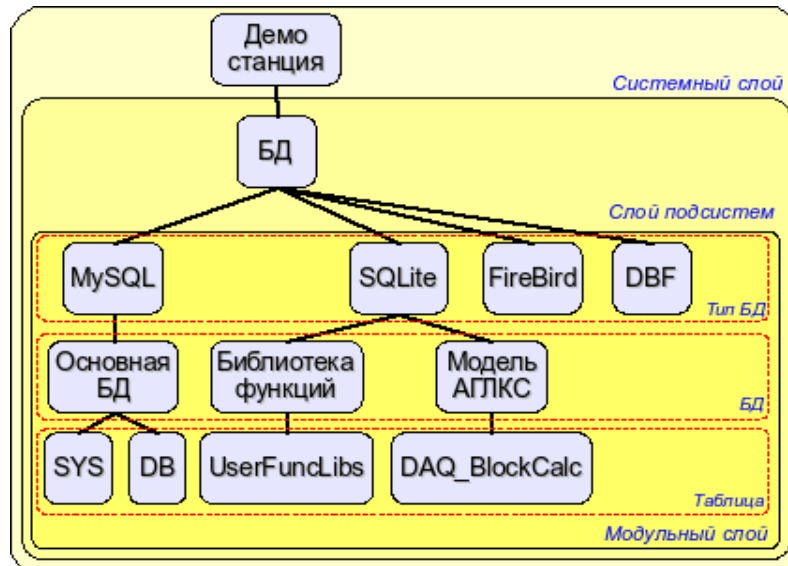 Демо
станция
Системный слой
БД
Слой подсистем
MySQL
SQLite
FireBird
DBF
Тип БД
Основная
БД
Библиотека
функций
Модель
АГЛКС
БД
SYS
DB
UserFuncLibs
DAQ_BlockCalc
Таблица
Модульный слой